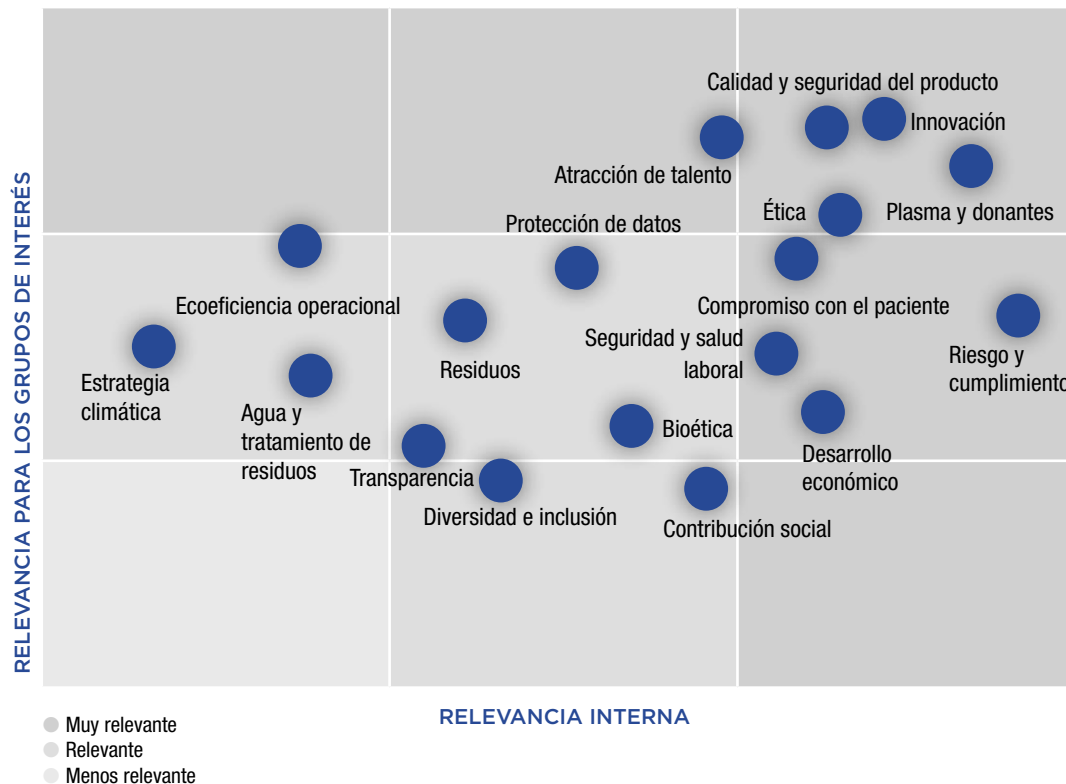 RELEVANCIA PARA LOS GRUPOS DE INTERÉS
Calidad y seguridad del producto
Innovación
Atracción de talento
Ética
Plasma y donantes
Protección de datos
Ecoeficiencia operacional
Compromiso con el paciente
Seguridad y salud
laboral
Riesgo y
cumplimiento
Residuos
Estrategia
climática
Agua y
tratamiento de
residuos
Bioética
Desarrollo
económico
Transparencia
Diversidad e inclusión
Contribución social
RELEVANCIA INTERNA
Muy relevante
Relevante
Menos relevante